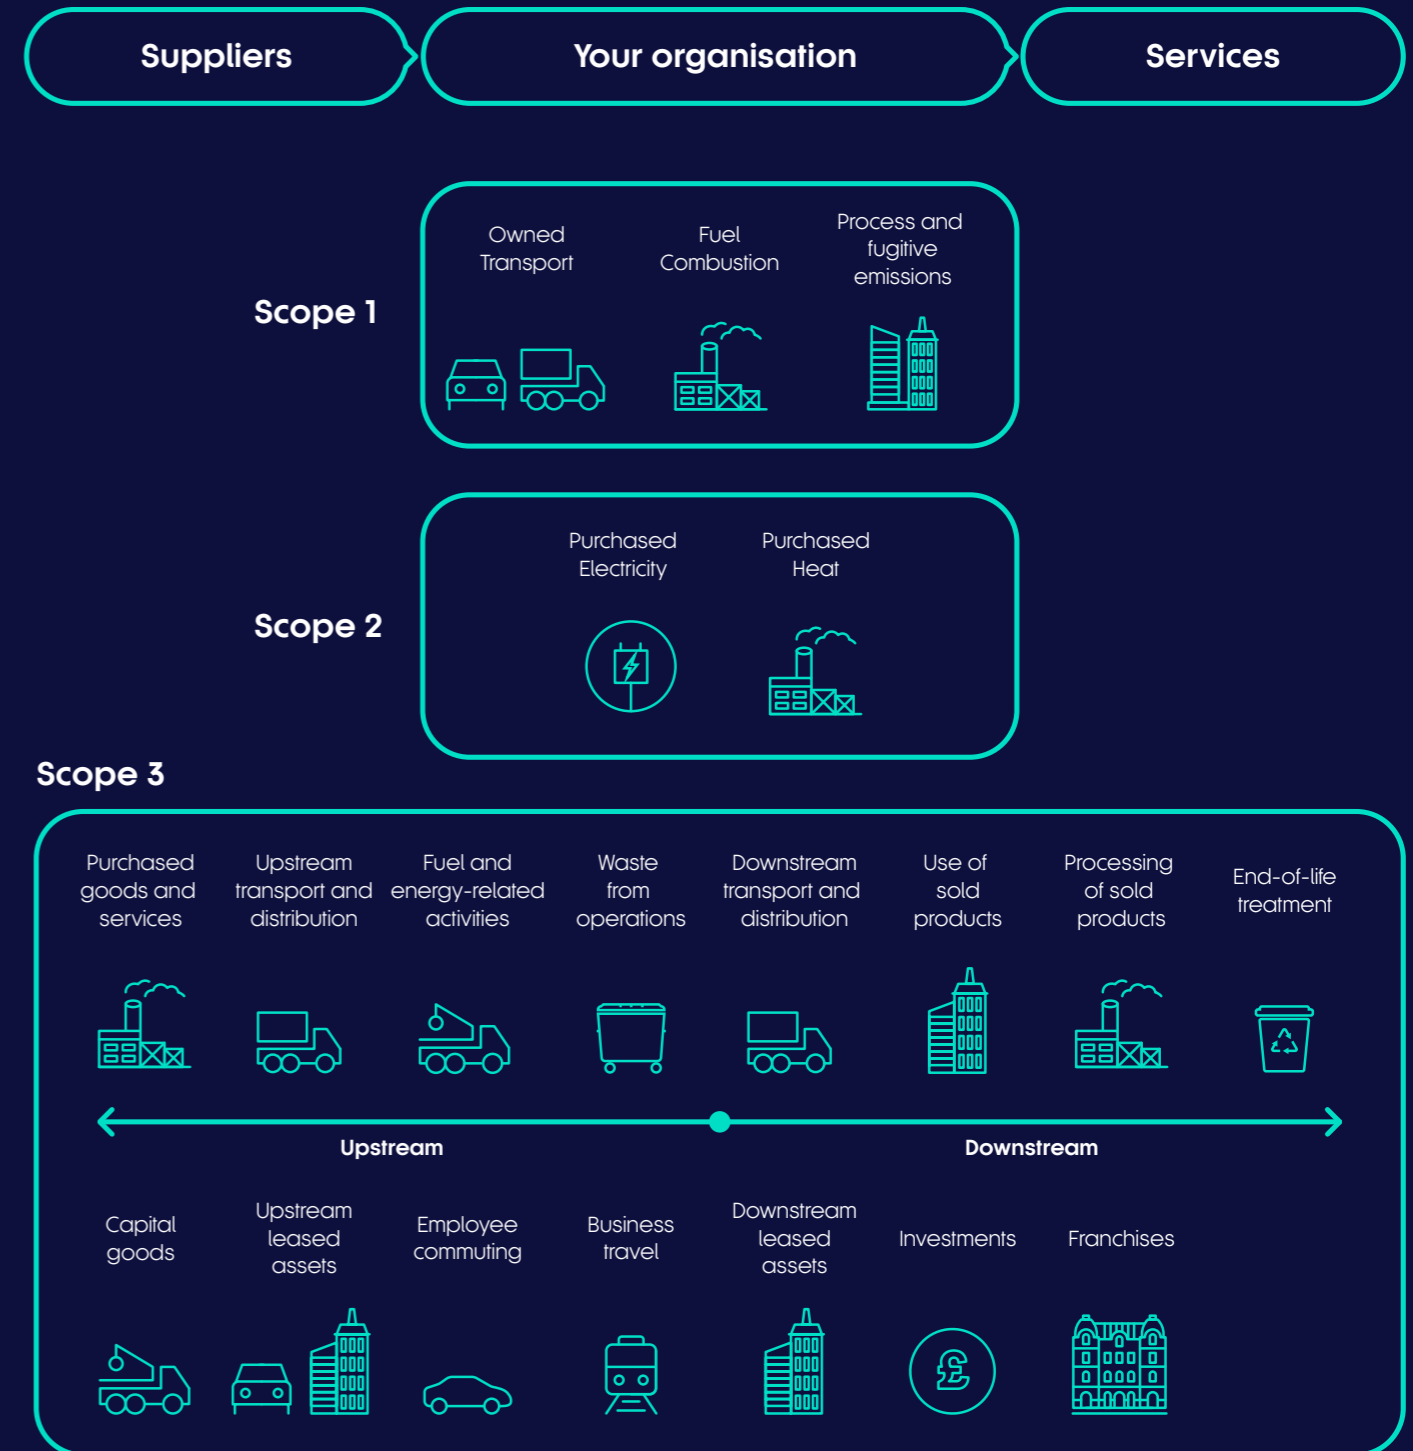 Suppliers
Your organisation
Services
Scope 1
Owned
Transport
Fuel
Combustion
Process and
fugitive
emissions
Scope 2
Purchased
Electricity
Purchased
Heat
Scope 3
Purchased
goods and
services
Upstream
transport and
distribution
Fuel and
energy-related
activities
Waste
from
operations
Downstream
transport and
distribution
Use of
sold
products
Processing
of sold
products
End-of-life
treatment
Upstream
Downstream
Capital
goods
Upstream
leased
assets
Employee
commuting
Business
travel
Downstream
leased
assets
Investments
£
Franchises